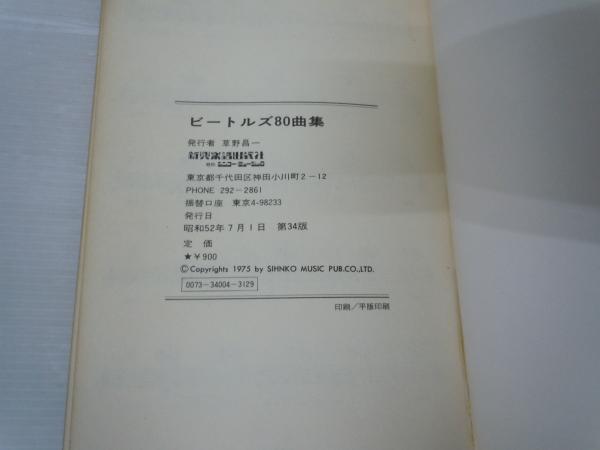 ビートルズ80曲集
発行者 草野昌一
新興楽譜出版社
東京都千代田区神田小川町2-12
PHONE 292-2861
振替口座 東京4-98233
発行日
昭和52年7月1日 第34版
定価
★￥900
©Copyrights 1975 by SIHNKO MUSIC PUB.CO.,LTD.
0073-34004-3129
印刷/平版印刷